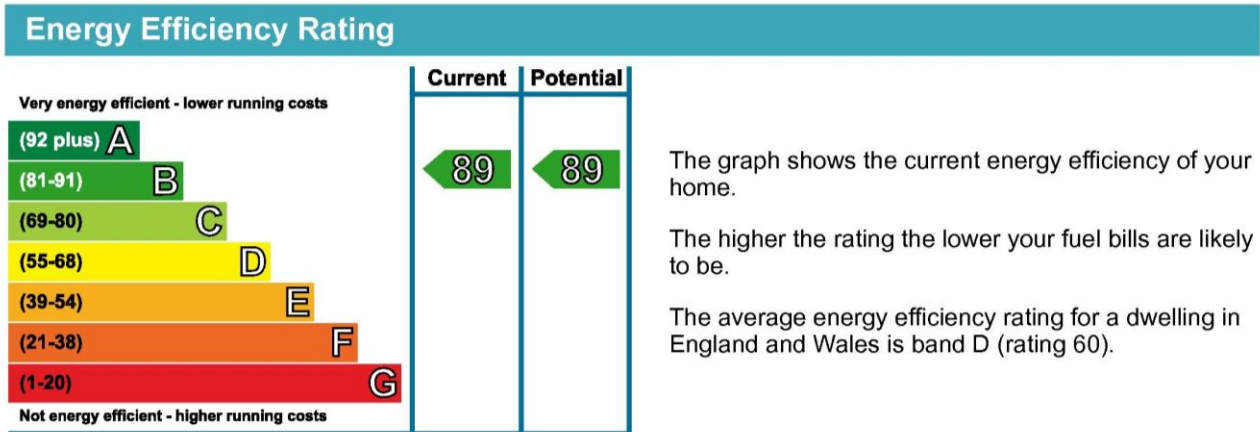 Energy Efficiency Rating
Current Potential
Very energy efficient - lower running costs
(92 plus) A
(81-91) B
89 89
(69-80) C
(55-68) D
(39-54) E
(21-38) F
(1-20) G
Not energy efficient - higher running costs
The graph shows the current energy efficiency of your
home.
The higher the rating the lower your fuel bills are likely
to be.
The average energy efficiency rating for a dwelling in
England and Wales is band D (rating 60).